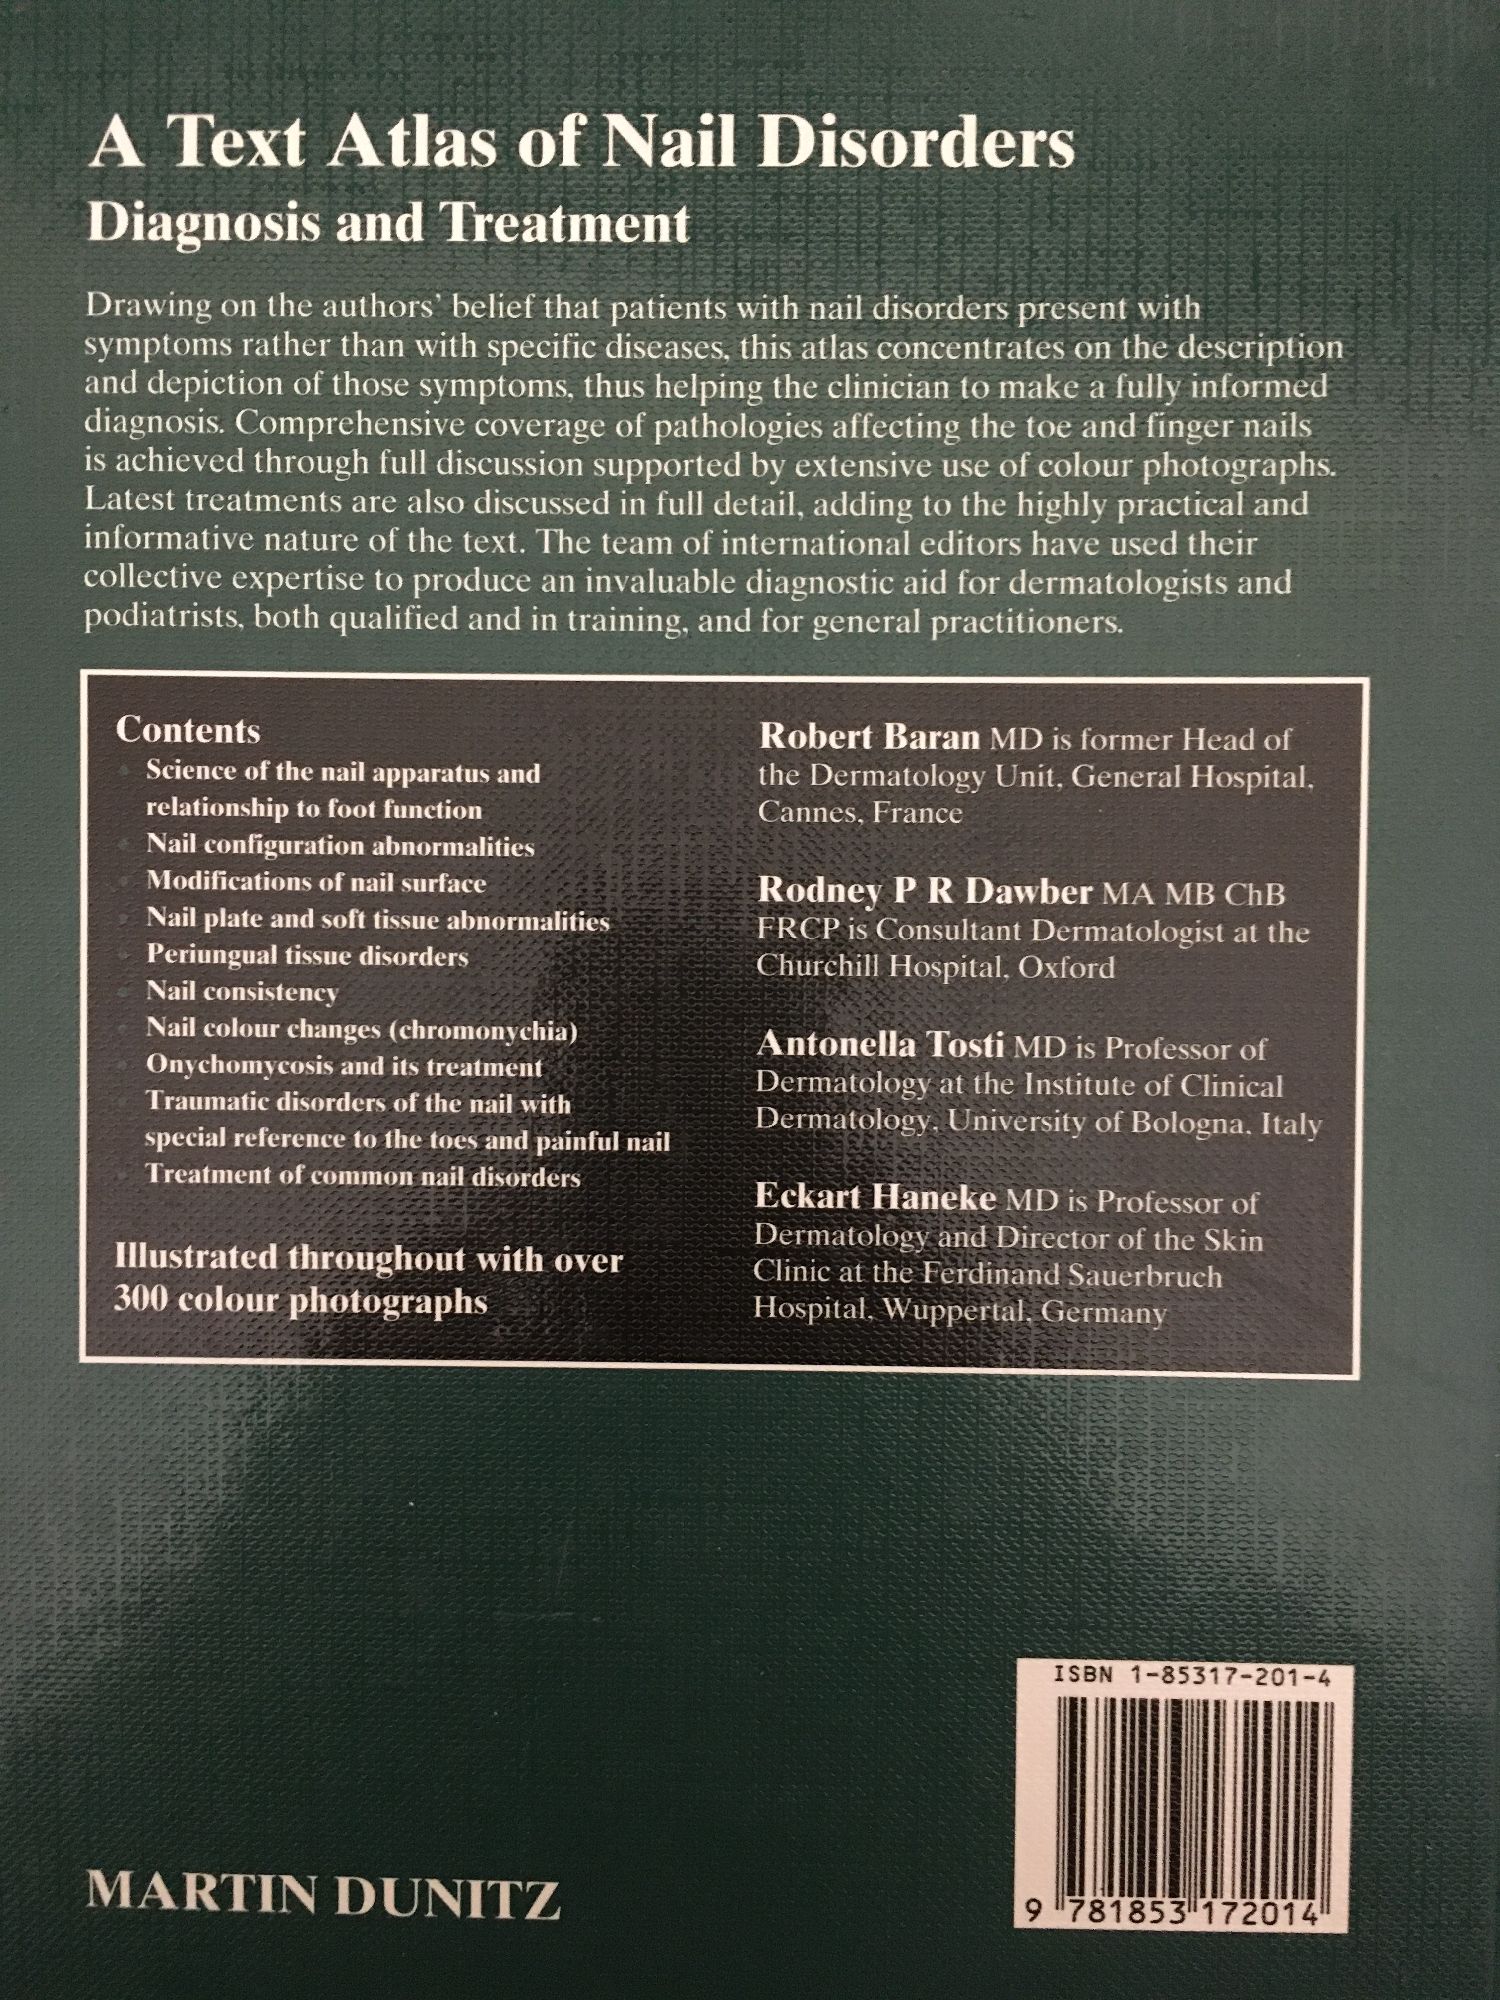 A Text Atlas of Nail Disorders
Diagnosis and Treatment
Drawing on the authors' belief that patients with nail disorders present with
symptoms rather than with specific diseases, this atlas concentrates on the description
and depiction of those symptoms, thus helping the clinician to make a fully informed
diagnosis. Comprehensive coverage of pathologies affecting the toe and finger nails
is achieved through full discussion supported by extensive use of colour photographs.
Latest treatments are also discussed in full detail, adding to the highly practical and
informative nature of the text. The team of international editors have used their
collective expertise to produce an invaluable diagnostic aid for dermatologists and
podiatrists, both qualified and in training, and for general practitioners.
Contents
• Science of the nail apparatus and
relationship to foot function
• Nail configuration abnormalities
• Modifications of nail surface
• Nail plate and soft tissue abnormalities
• Periungual tissue disorders
• Nail consistency
• Nail colour changes (chromonychia)
• Onychomycosis and its treatment
• Traumatic disorders of the nail with
special reference to the toes and painful nail
• Treatment of common nail disorders
Illustrated throughout with over
300 colour photographs
Robert Baran MD is former Head of
the Dermatology Unit, General Hospital,
Cannes, France
Rodney P R Dawber MA MB ChB
FRCP is Consultant Dermatologist at the
Churchill Hospital, Oxford
Antonella Tosti MD is Professor of
Dermatology at the Institute of Clinical
Dermatology, University of Bologna, Italy
Eckart Haneke MD is Professor of
Dermatology and Director of the Skin
Clinic at the Ferdinand Sauerbruch
Hospital, Wuppertal, Germany
ISBN 1-85317-201-4
9 781853 172014
MARTIN DUNITZ